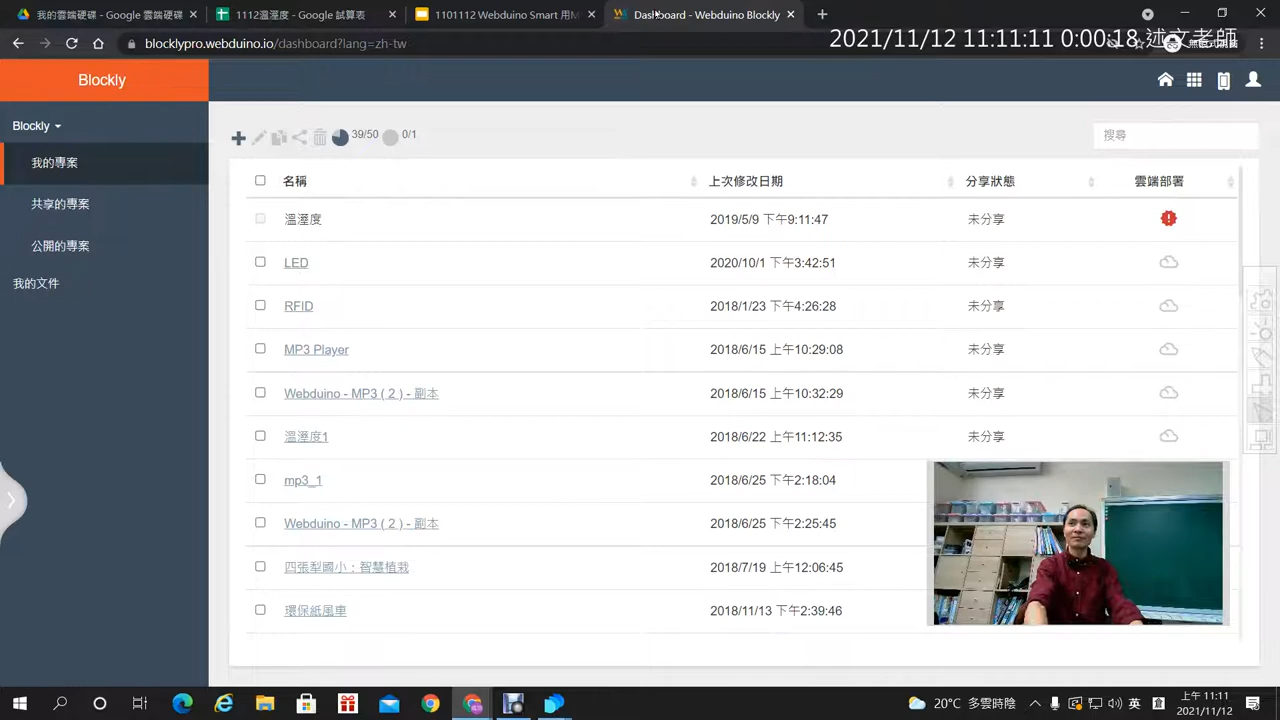 我的雲端硬碟 - Google 雲端硬碟
1112溫溼度 - Google 試算表
1101112 Webduino Smart 用M
Dashboard - Webduino Blockly
blocklypro.webduino.io/dashboard?lang=zh-tw
2021/11/12 11:11:11 0:00:18 述文老師
Blockly
Blockly
我的專案
共享的專案
公開的專案
我的文件
39/50
0/1
搜尋
名稱 上次修改日期 分享狀態 雲端部署
溫溼度 2019/5/9 下午9:11:47 未分享
LED 2020/10/1 下午3:42:51 未分享
RFID 2018/1/23 下午4:26:28 未分享
MP3 Player 2018/6/15 上午10:29:08 未分享
Webduino - MP3 ( 2 ) - 副本 2018/6/15 上午10:32:29 未分享
溫溼度1 2018/6/22 上午11:12:35 未分享
mp3_1 2018/6/25 下午2:18:04
Webduino - MP3 ( 2 ) - 副本 2018/6/25 下午2:25:45
四張犁國小：智慧植栽 2018/7/19 上午12:06:45
環保紙風車 2018/11/13 下午2:39:46
20°C 多雲時陰
英
上午 11:11
2021/11/12